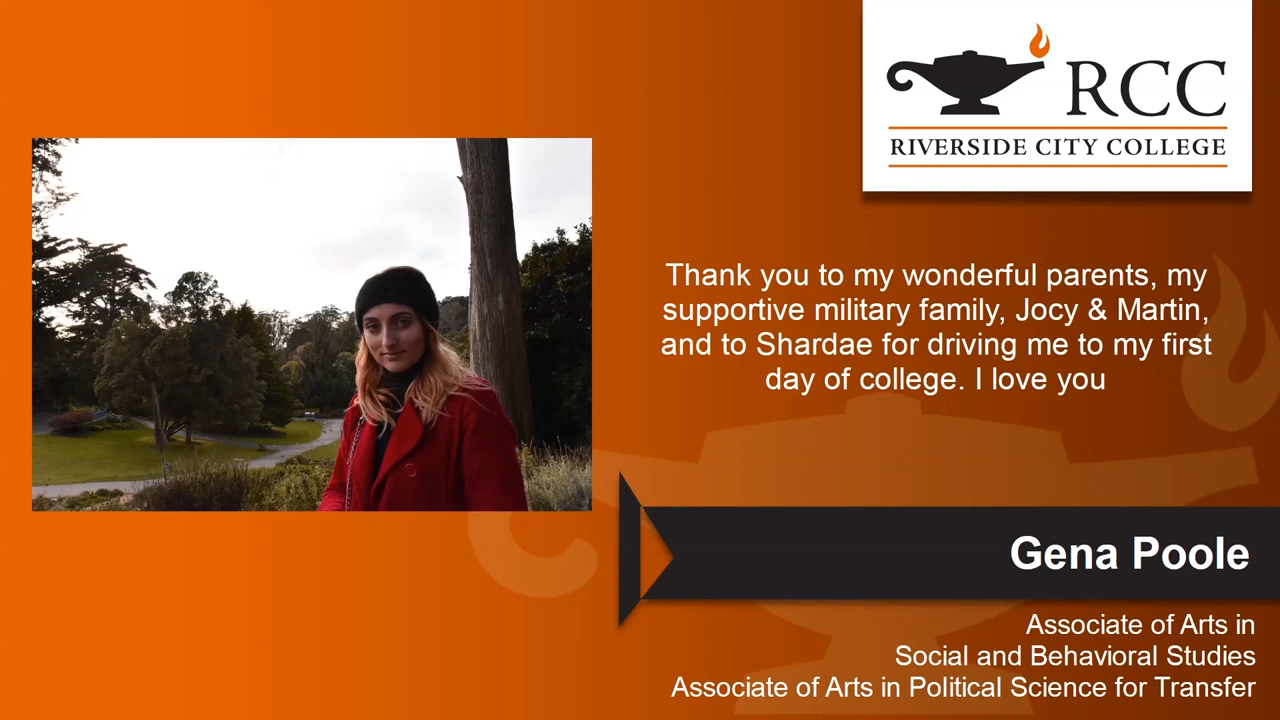 RCC
RIVERSIDE CITY COLLEGE
Thank you to my wonderful parents, my
supportive military family, Jocy & Martin,
and to Shardae for driving me to my first
day of college. I love you
Gena Poole
Associate of Arts in
Social and Behavioral Studies
Associate of Arts in Political Science for Transfer